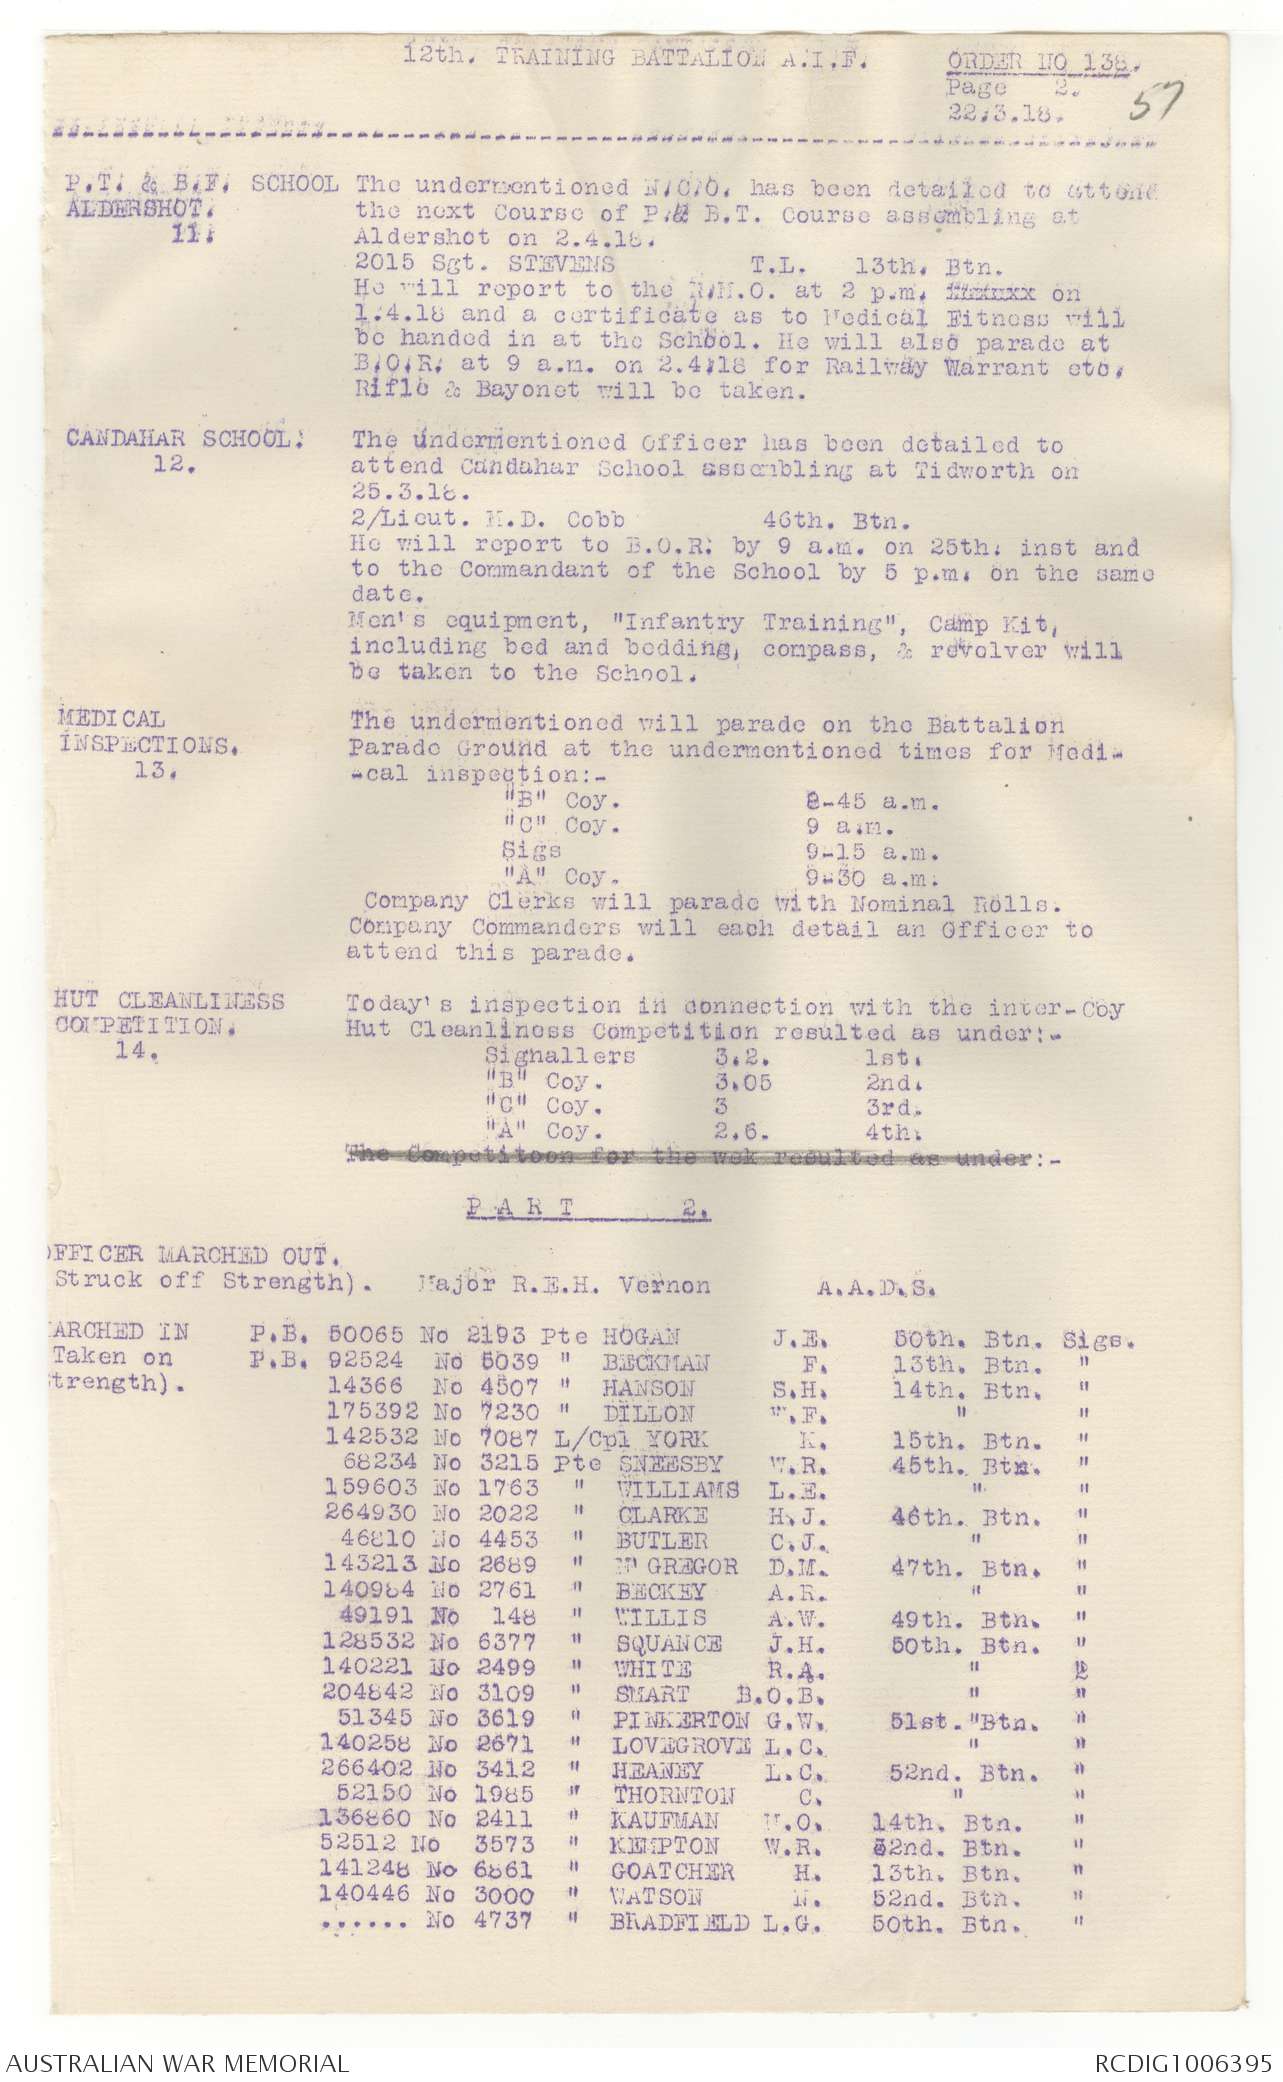 12th. TRAINING BATTALION A.I.F. ORDER NO 138.
Page 2.
22.3.18. 57
P.T. & B.F. SCHOOL The undermentioned N.C.O. has been detailed to attend
ALDERSHOT. the next Course of P.& B.T. Course assembling at
11. Aldershot on 2.4.18.
2015 Sgt. STEVENS T.L. 13th. Btn.
He will report to the R.M.O. at 2 p.m. on
1.4.18 and a certificate as to Medical Fitness will
be handed in at the School. He will also parade at
B.O.R. at 9 a.m. on 2.4.18 for Railway Warrant etc.
Rifle & Bayonet will be taken.
CANDAHAR SCHOOL. The undermentioned Officer has been detailed to
12. attend Candahar School assembling at Tidworth on
25.3.18.
2/Lieut. M.D. Cobb 46th. Btn.
He will report to B.O.R. by 9 a.m. on 25th. inst and
to the Commandant of the School by 5 p.m. on the same
date.
Men's equipment, "Infantry Training", Camp Kit,
including bed and bedding, compass, & revolver will
be taken to the School.
MEDICAL The undermentioned will parade on the Battalion
INSPECTIONS. Parade Ground at the undermentioned times for Medi-
13. -cal inspection:-
"B" Coy. 8-45 a.m.
"C" Coy. 9 a.m.
Sigs 9-15 a.m.
"A" Coy. 9-30 a.m.
Company Clerks will parade with Nominal Rolls.
Company Commanders will each detail an Officer to
attend this parade.
HUT CLEANLINESS Today's inspection in connection with the inter-Coy
COMPETITION. Hut Cleanliness Competition resulted as under:-
14. Signallers 3.2. 1st.
"B" Coy. 3.05 2nd.
"C" Coy. 3 3rd.
"A" Coy. 2.6. 4th.
The Competitoon for the wek resulted as under:-
P A R T 2.
OFFICER MARCHED OUT.
Struck off Strength). Major R.E.H. Vernon A.A.D.S.
ARCHED IN P.B. 50065 No 2193 Pte HOGAN J.E. 50th. Btn. Sigs.
Taken on P.B. 92524 No 5039 " BECKMAN F. 13th. Btn. "
trength). 14366 No 4507 " HANSON S.H. 14th. Btn. "
175392 No 7230 " DILLON W.F. " "
142532 No 7087 L/Cpl YORK K. 15th. Btn. "
68234 No 3215 Pte SNEESBY W.R. 45th. Btn. "
159603 No 1763 " WILLIAMS L.E. " "
264930 No 2022 " CLARKE H.J. 46th. Btn. "
46810 No 4453 " BUTLER C.J. " "
143213 No 2689 " Mc GREGOR D.M. 47th. Btn. "
140984 No 2761 " BECKEY A.R. " "
49191 No 148 " WILLIS A.W. 49th. Btn. "
128532 No 6377 " SQUANCE J.H. 50th. Btn. "
140221 No 2499 " WHITE R.A. " "
204842 No 3109 " SMART B.O.B. " "
51345 No 3619 " PINKERTON G.W. 51st. "Btn. "
140258 No 2671 " LOVEGROVE L.C. " "
266402 No 3412 " HEANEY L.C. 52nd. Btn. "
52150 No 1985 " THORNTON C. " "
136860 No 2411 " KAUFMAN M.O. 14th. Btn. "
52512 No 3573 " KEMPTON W.R. 52nd. Btn. "
141248 No 6861 " GOATCHER H. 13th. Btn. "
140446 No 3000 " WATSON N. 52nd. Btn. "
...... No 4737 " BRADFIELD L.G. 50th. Btn. "
AUSTRALIAN WAR MEMORIAL RCDIG1006395